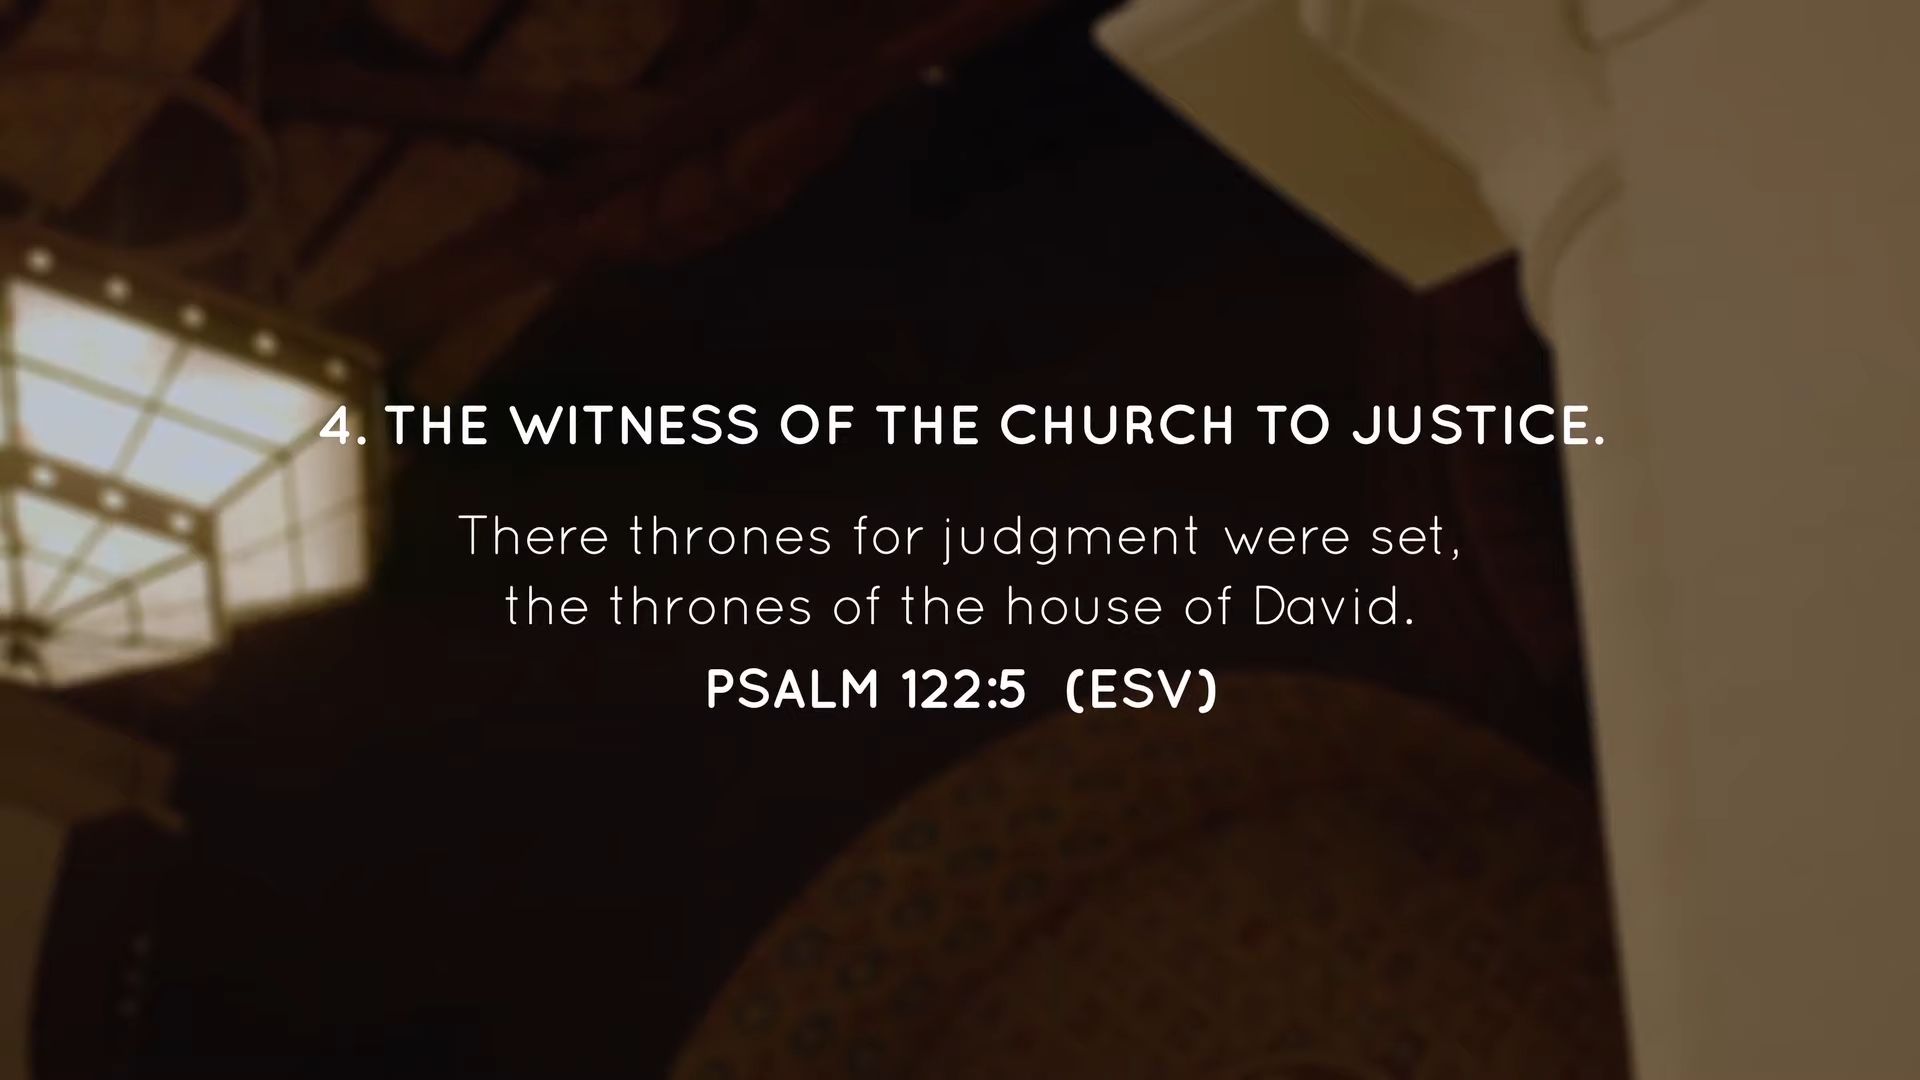 4. THE WITNESS OF THE CHURCH TO JUSTICE.
There thrones for judgment were set,
the thrones of the house of David.
PSALM 122:5 (ESV)